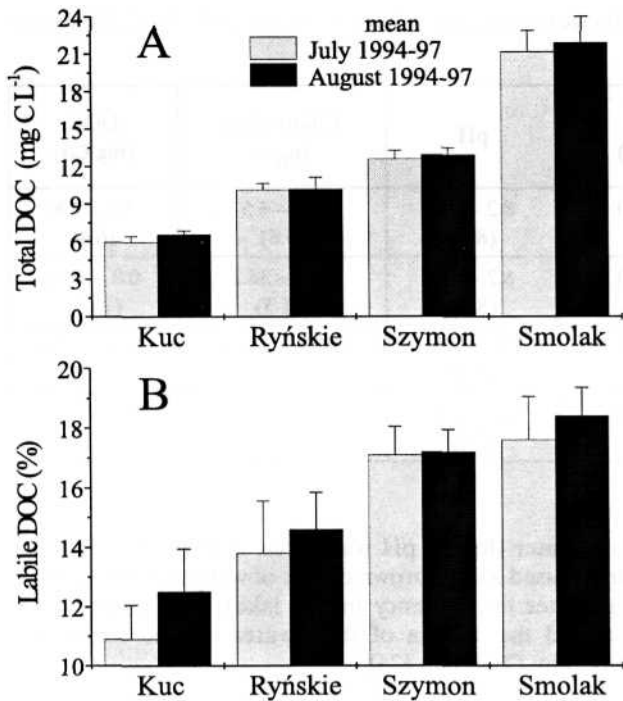 A
mean
July 1994-97
August 1994-97
Total DOC (mg C L⁻¹)
24
21
18
15
12
9
6
3
0
Kuc Ryńskie Szymon Smolak
B
Labile DOC (%)
20
18
16
14
12
10
Kuc Ryńskie Szymon Smolak